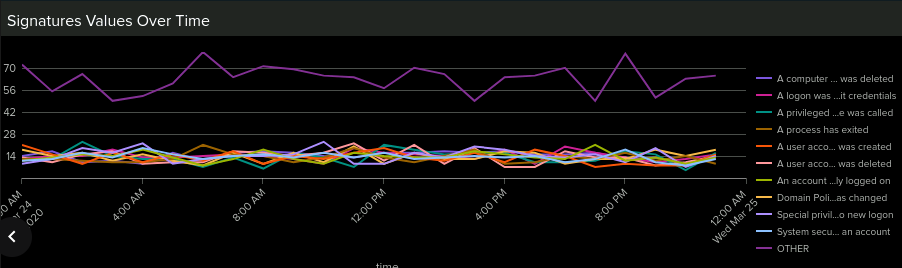 Signatures Values Over Time
70
56
42
28
14
AM
24
2020
4:00 AM
8:00 AM
12:00 PM
4:00 PM
8:00 PM
12:00 AM
Wed Mar 25
time
A computer ... was deleted
A logon was ...it credentials
A privileged ...e was called
A process has exited
A user acco... was created
A user acco... was deleted
An account ...ly logged on
Domain Poli...as changed
Special privil...o new logon
System secu... an account
OTHER